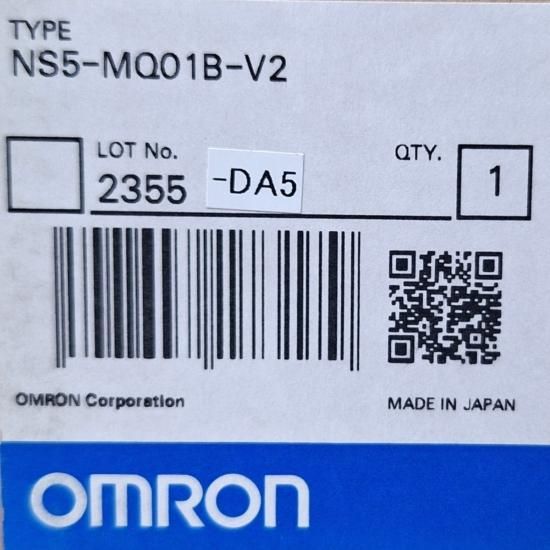 TYPE
NS5-MQ01B-V2
LOT No.
QTY.
2355 -DA5
1
OMRON Corporation
MADE IN JAPAN
OMRON